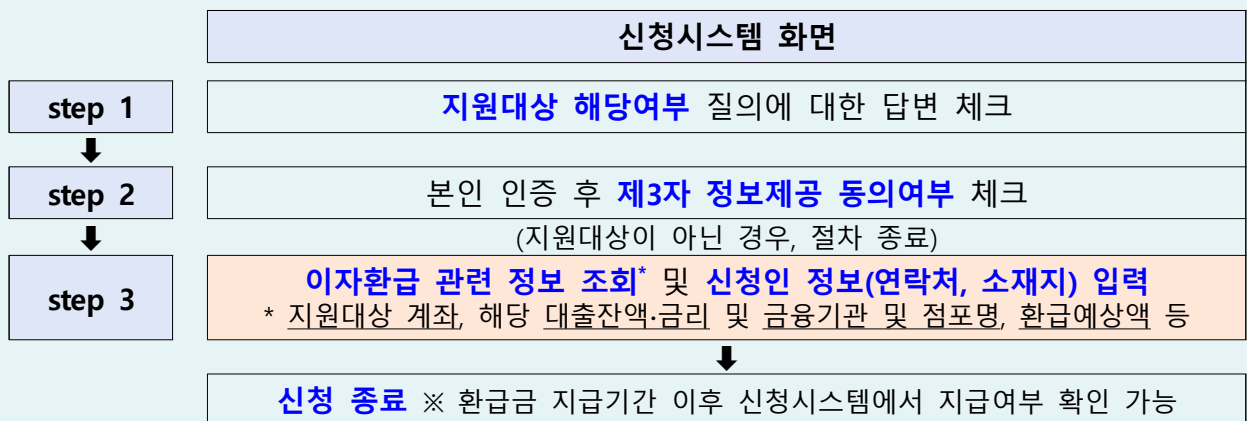 신청시스템 화면
step 1
지원대상 해당여부 질의에 대한 답변 체크
step 2
본인 인증 후 제3자 정보제공 동의여부 체크
(지원대상이 아닌 경우, 절차 종료)
step 3
이자환급 관련 정보 조회* 및 신청인 정보(연락처, 소재지) 입력
* 지원대상 계좌, 해당 대출잔액·금리 및 금융기관 및 점포명, 환급예상액 등
신청 종료 ※ 환급금 지급기간 이후 신청시스템에서 지급여부 확인 가능